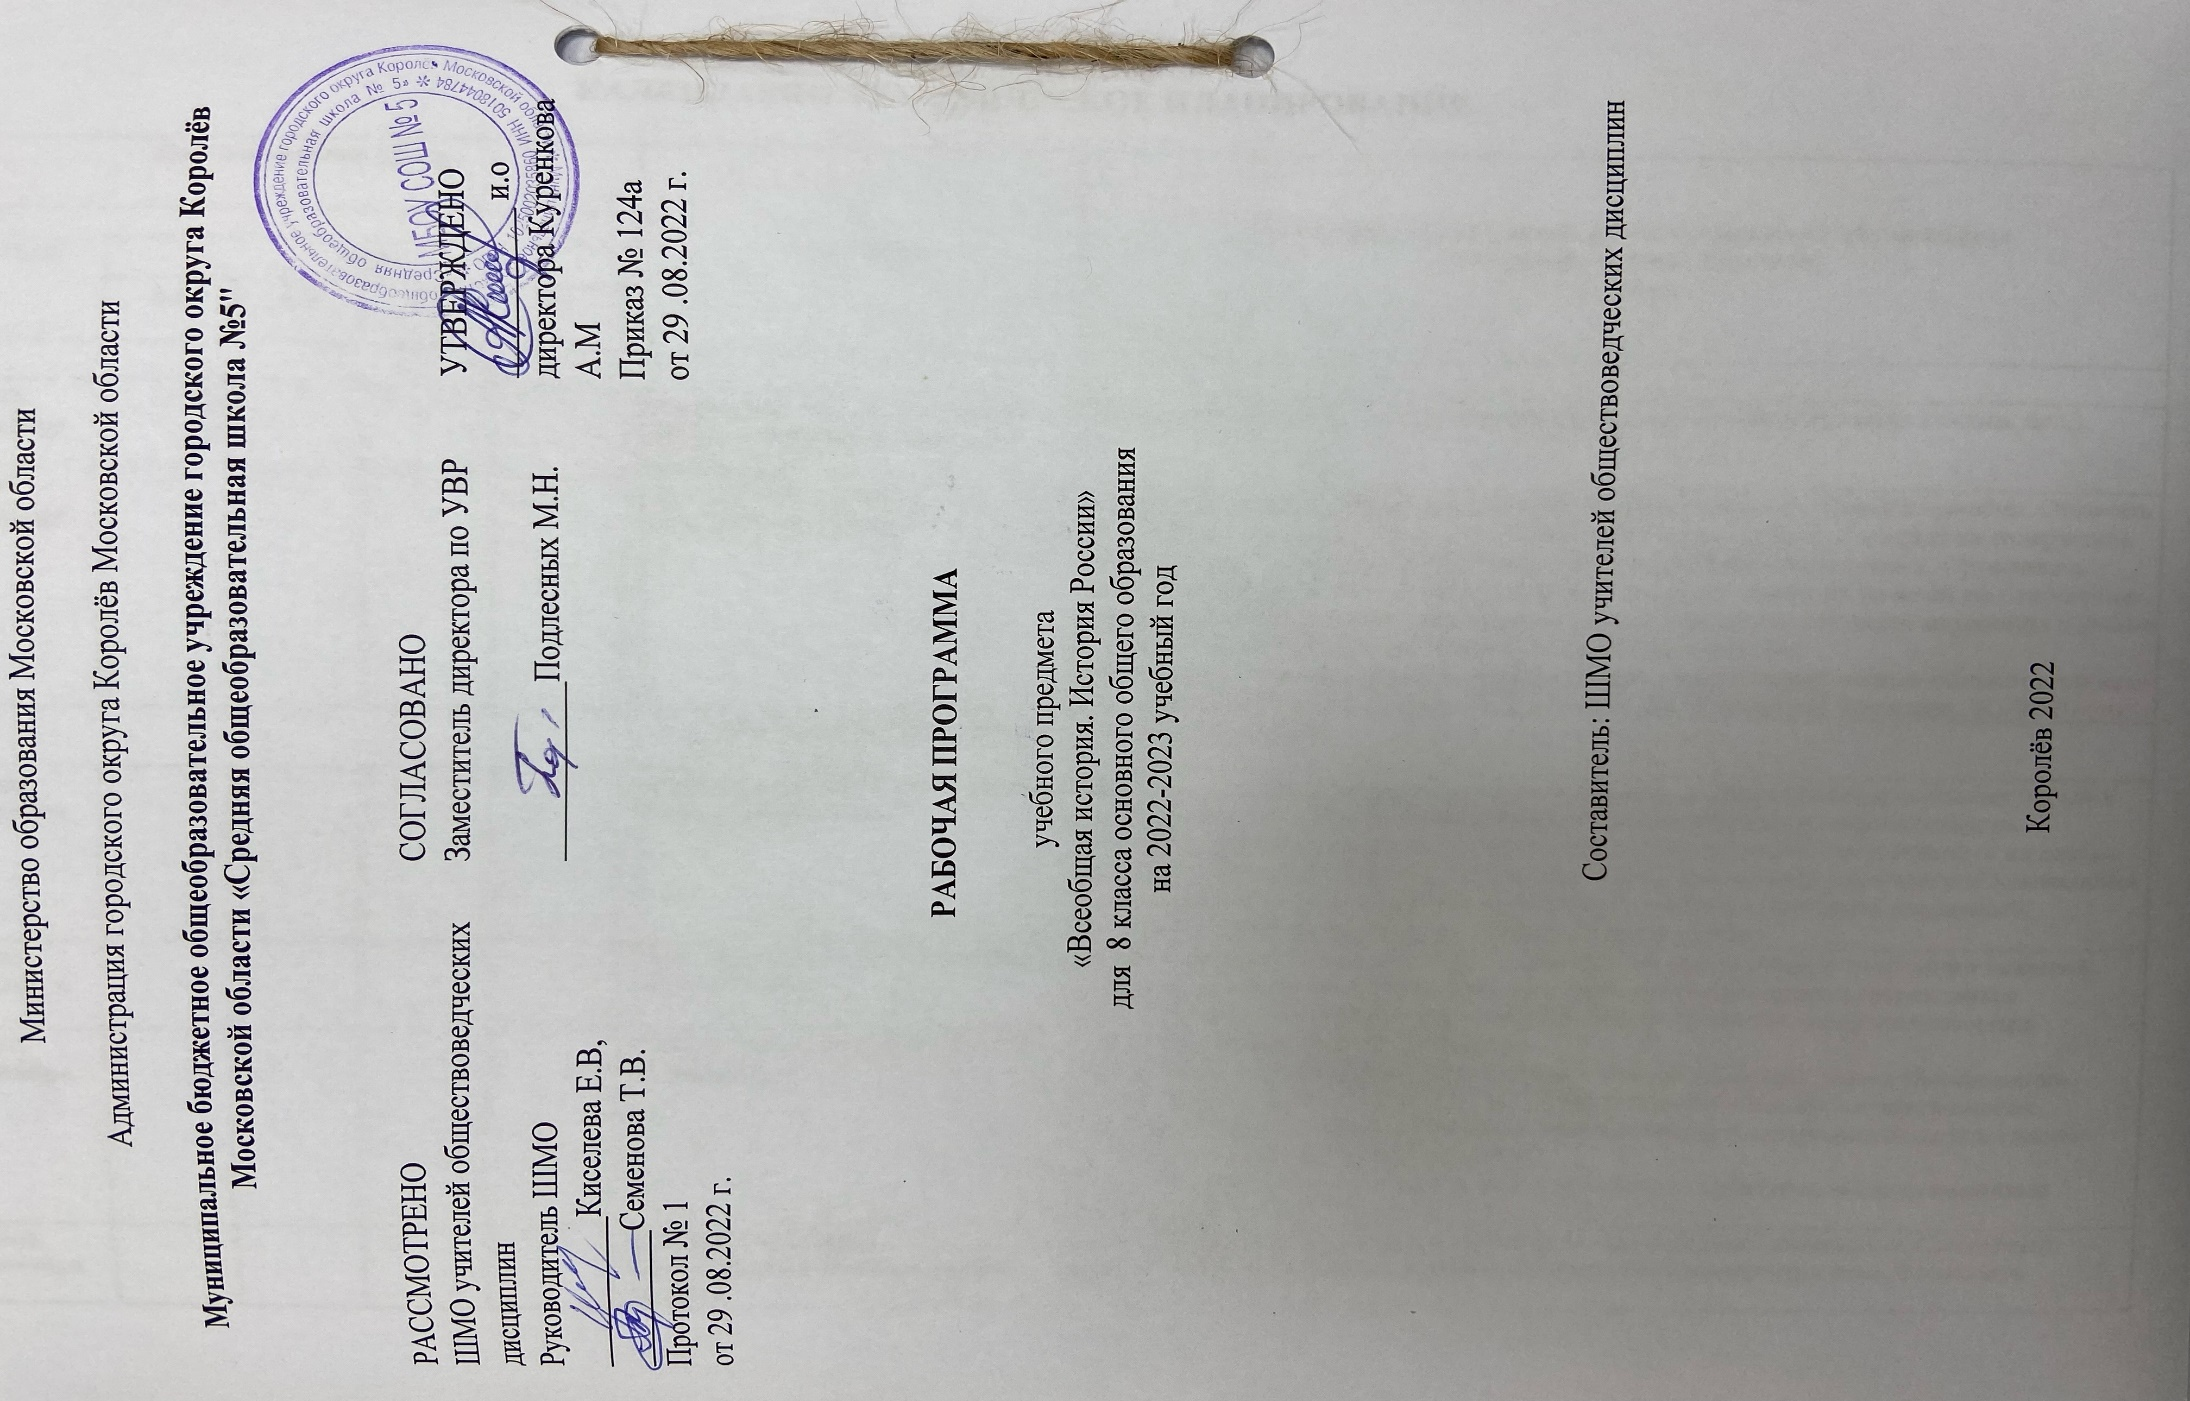 Министерство образования Московской области
Администрация городского округа Королёв Московской области
Муниципальное бюджетное общеобразовательное учреждение городского округа Королёв
Московской области «Средняя общеобразовательная школа №5"
РАССМОТРЕНО
ШМО учителей обществоведческих
дисциплин
Руководитель ШМО
Киселева Е.В,
Семенова Т.В.
Протокол № 1
от 29 .08.2022 г.
СОГЛАСОВАНО
Заместитель директора по УВР
Подлесных М.Н.
УТВЕРЖДЕНО
и.о
директора Куренкова
А.М
Приказ № 124а
от 29 .08.2022 г.
МБОУ СОШ № 5
РАБОЧАЯ ПРОГРАММА
учебного предмета
«Всеобщая история. История России»
для 8 класса основного общего образования
на 2022-2023 учебный год
Составитель: ШМО учителей обществоведческих дисциплин
Королёв 2022